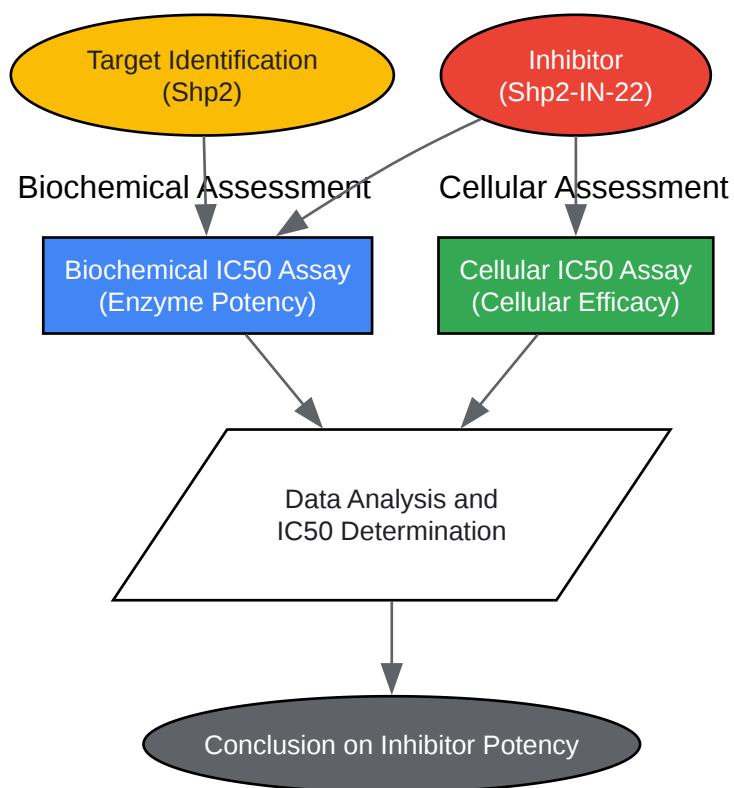 Target Identification
(Shp2)
Inhibitor
(Shp2-IN-22)
Biochemical Assessment
Cellular Assessment
Biochemical IC50 Assay
(Enzyme Potency)
Cellular IC50 Assay
(Cellular Efficacy)
Data Analysis and
IC50 Determination
Conclusion on Inhibitor Potency